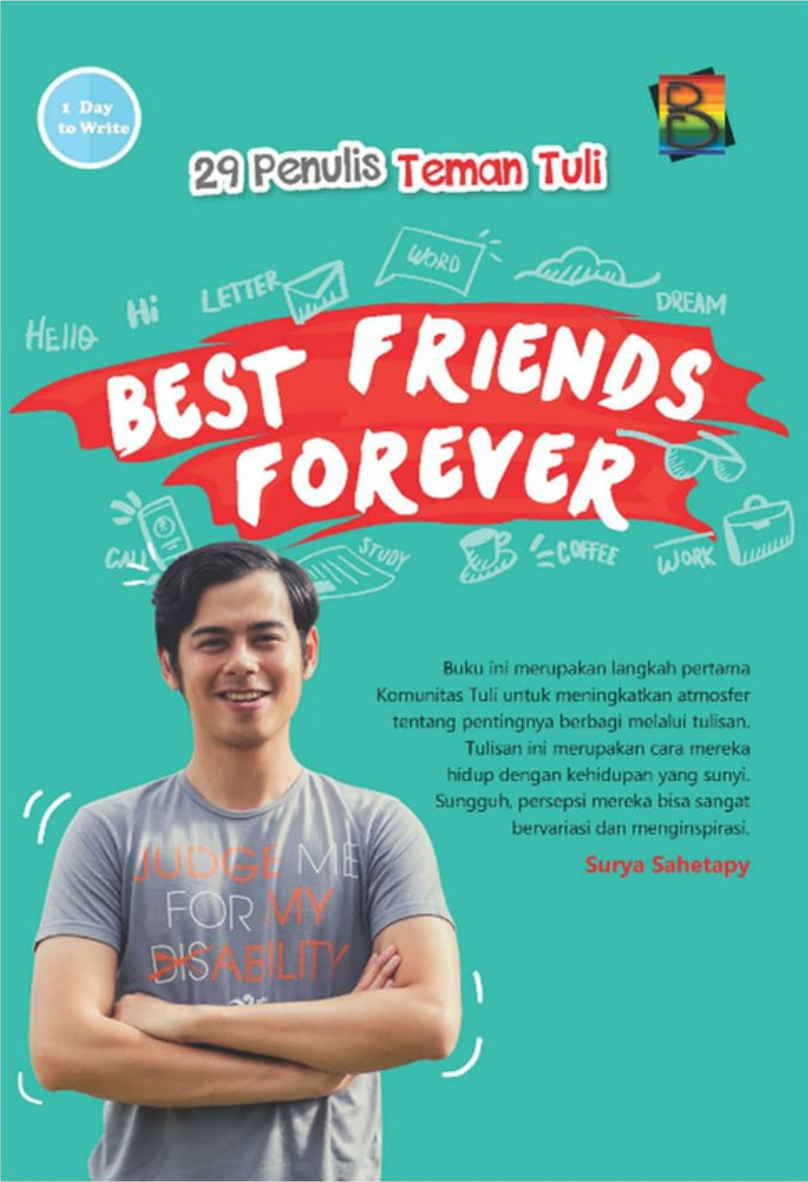 1 Day
to Write
B
29 Penulis Teman Tuli
HEllO
Hi
LETTER
WORD
DREAM
BEST FRIENDS
FOREVER
CALL
STUDY
COFFEE
WORK
Buku ini merupakan langkah pertama
Komunitas Tuli untuk meningkatkan atmosfer
tentang pentingnya berbagi melalui tulisan.
Tulisan ini merupakan cara mereka
hidup dengan kehidupan yang sunyi.
Sungguh, persepsi mereka bisa sangat
bervariasi dan menginspirasi.
Surya Sahetapy
JUDGE ME
FOR MY
DISABILITY